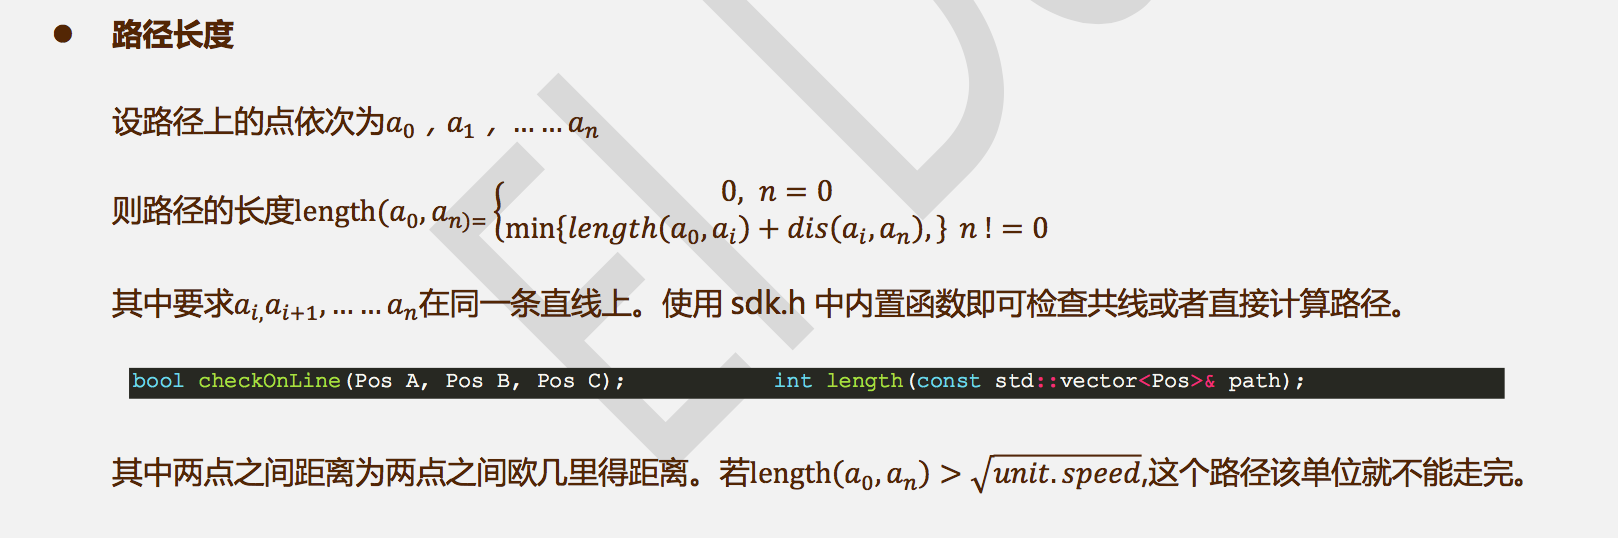 ● 路径长度
设路径上的点依次为a₀，a₁，……aₙ
则路径的长度length(a₀,aₙ)={0, n = 0
min{length(a₀,aᵢ) + dis(aᵢ,aₙ),} n ! = 0
其中要求aᵢ,aᵢ₊₁,……aₙ在同一条直线上。使用 sdk.h 中内置函数即可检查共线或者直接计算路径。
bool checkOnLine(Pos A, Pos B, Pos C); int length(const std::vector<Pos>& path);
其中两点之间距离为两点之间欧几里得距离。若length(a₀,aₙ) > √unit.speed,这个路径该单位就不能走完。